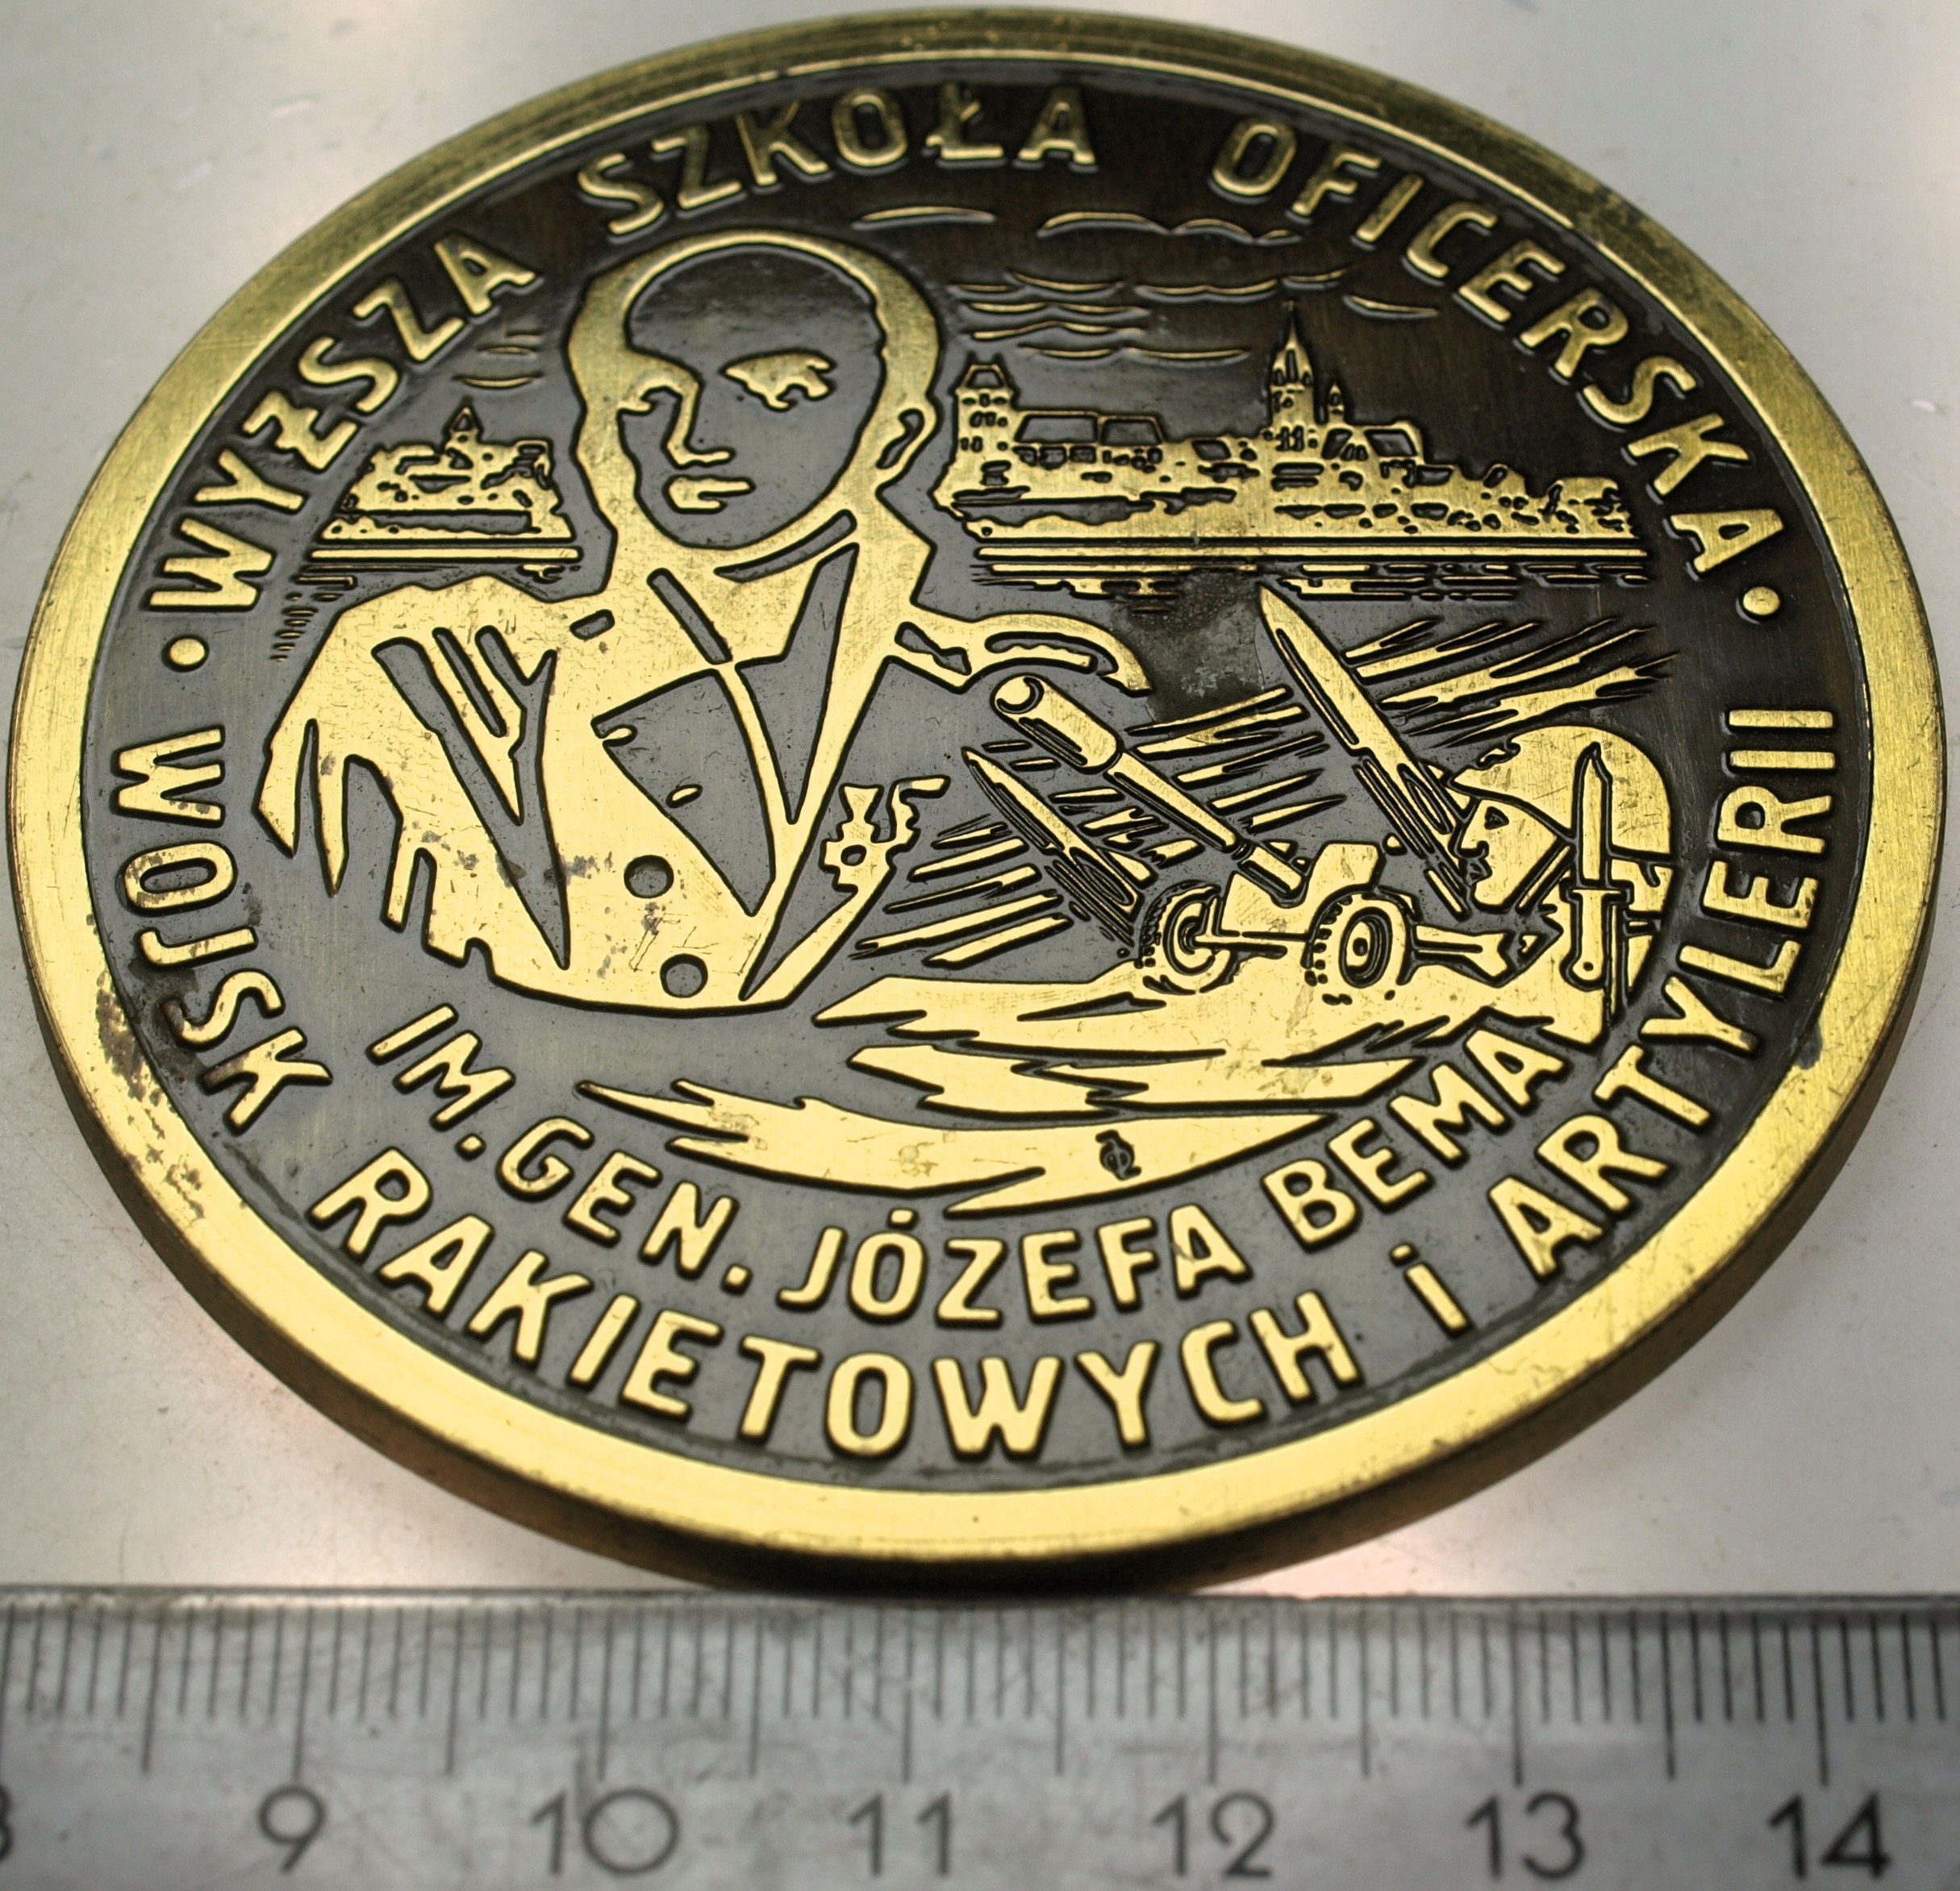 · WYŻSZA SZKOŁA OFICERSKA ·
WOJSK RAKIETOWYCH i ARTYLERII
IM. GEN. JÓZEFA BEMA
9 10 11 12 13 14